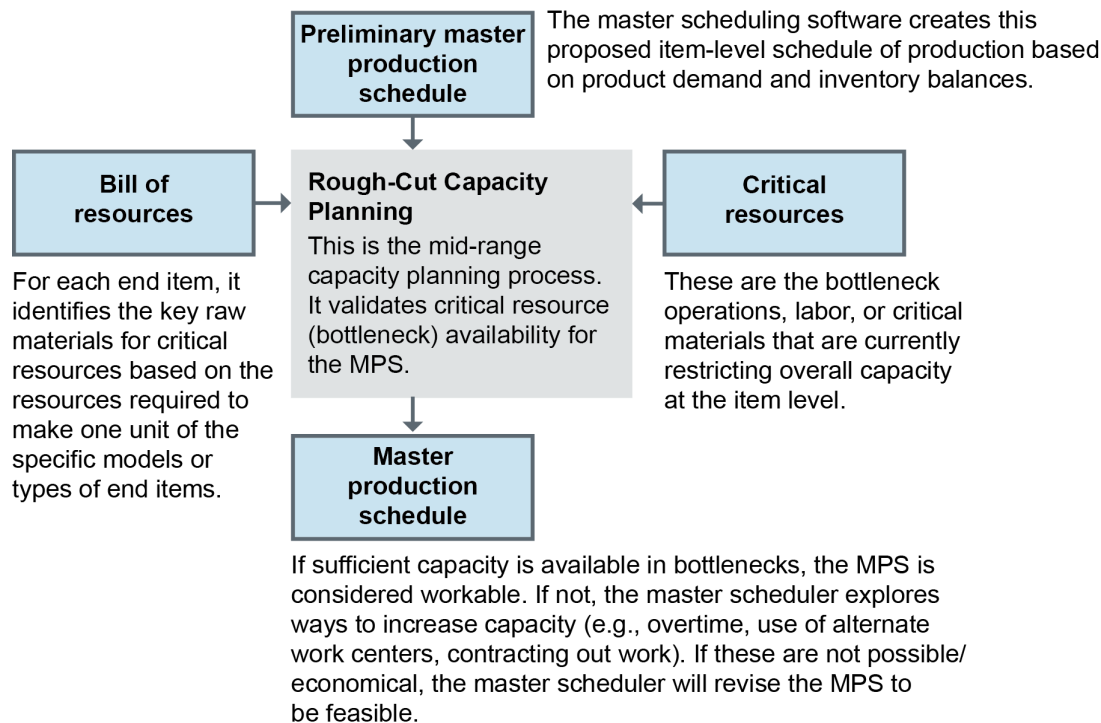 Preliminary master
production
schedule
The master scheduling software creates this
proposed item-level schedule of production based
on product demand and inventory balances.
Bill of
resources
For each end item, it
identifies the key raw
materials for critical
resources based on the
resources required to
make one unit of the
specific models or
types of end items.
Rough-Cut Capacity
Planning
This is the mid-range
capacity planning process.
It validates critical resource
(bottleneck) availability for
the MPS.
Critical
resources
These are the bottleneck
operations, labor, or critical
materials that are currently
restricting overall capacity
at the item level.
Master
production
schedule
If sufficient capacity is available in bottlenecks, the MPS is
considered workable. If not, the master scheduler explores
ways to increase capacity (e.g., overtime, use of alternate
work centers, contracting out work). If these are not possible/
economical, the master scheduler will revise the MPS to
be feasible.